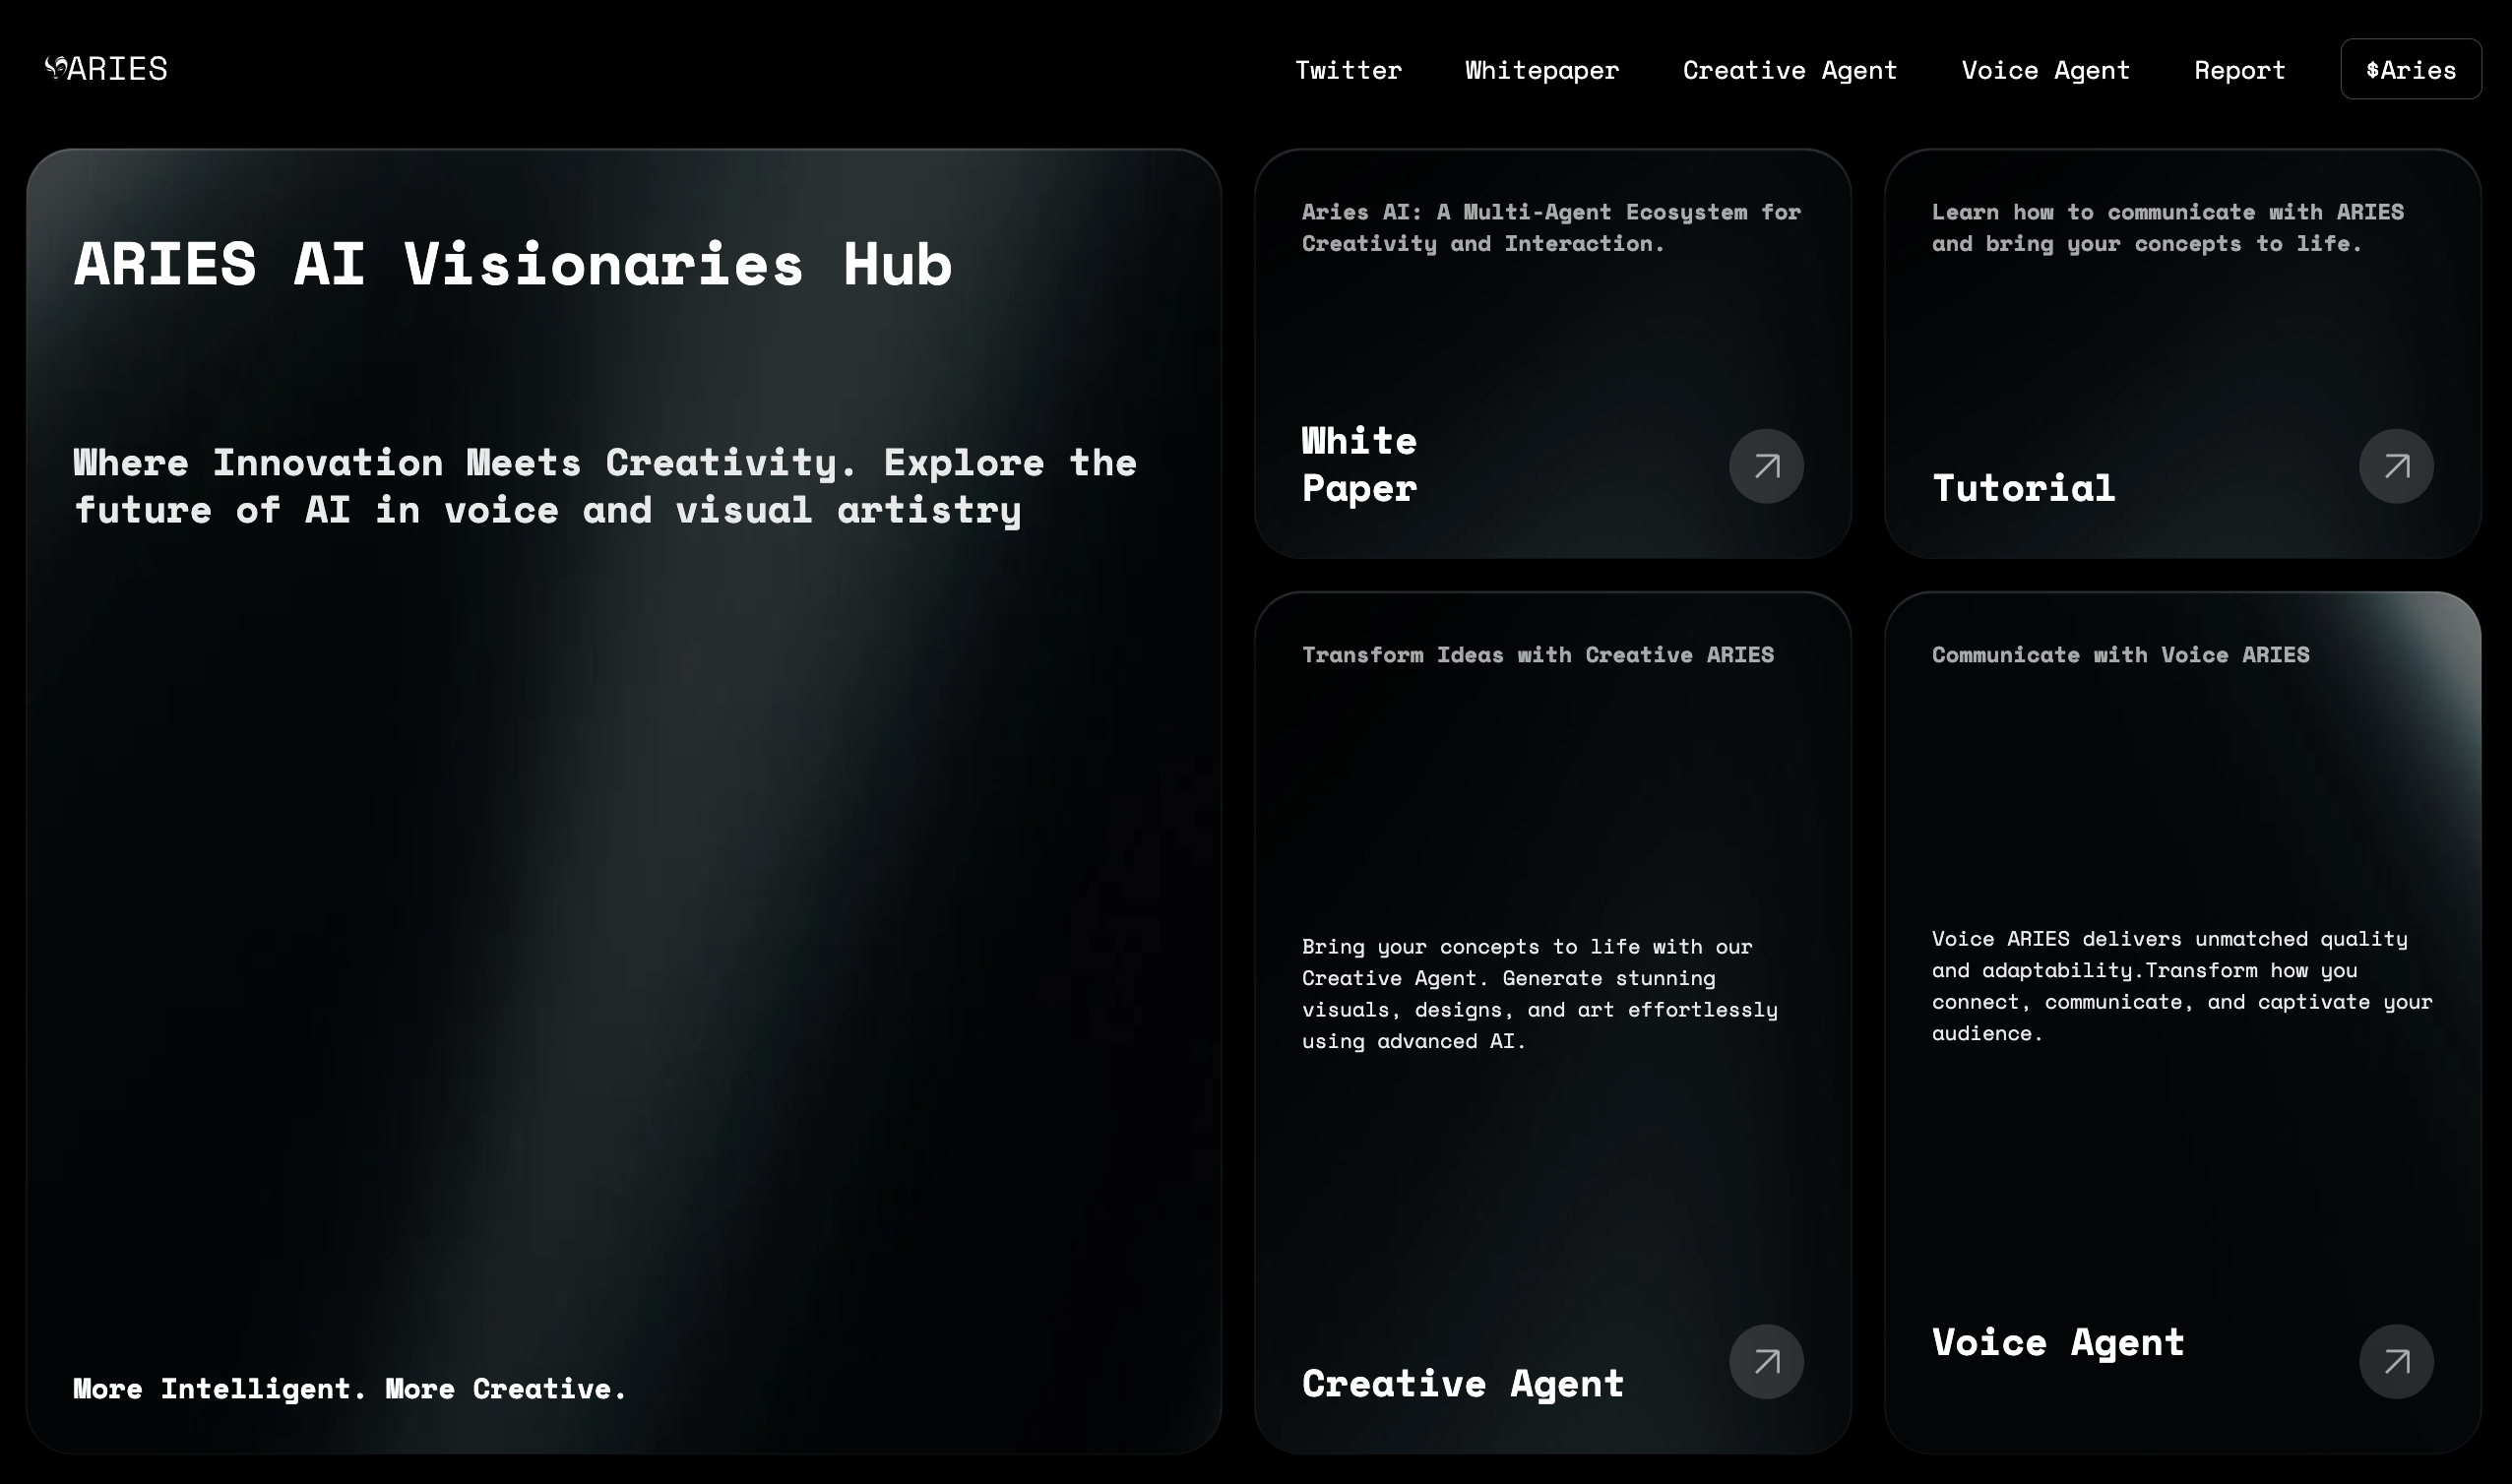 ARIES
Twitter
Whitepaper
Creative Agent
Voice Agent
Report
$Aries
ARIES AI Visionaries Hub
Where Innovation Meets Creativity. Explore the
future of AI in voice and visual artistry
More Intelligent. More Creative.
Aries AI: A Multi-Agent Ecosystem for
Creativity and Interaction.
White
Paper
Learn how to communicate with ARIES
and bring your concepts to life.
Tutorial
Transform Ideas with Creative ARIES
Bring your concepts to life with our
Creative Agent. Generate stunning
visuals, designs, and art effortlessly
using advanced AI.
Creative Agent
Communicate with Voice ARIES
Voice ARIES delivers unmatched quality
and adaptability.Transform how you
connect, communicate, and captivate your
audience.
Voice Agent